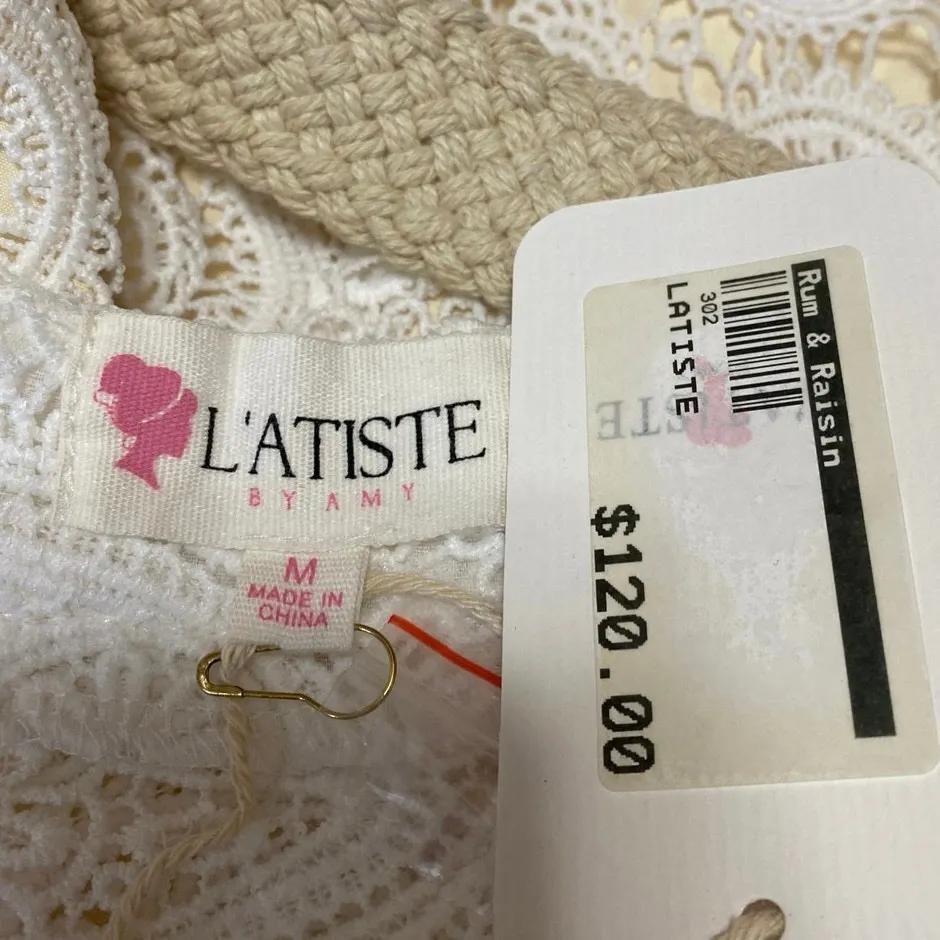 L'ATISTE
BY AMY
M
MADE IN
CHINA
Rum & Raisin
302
LATISTE
$120.00